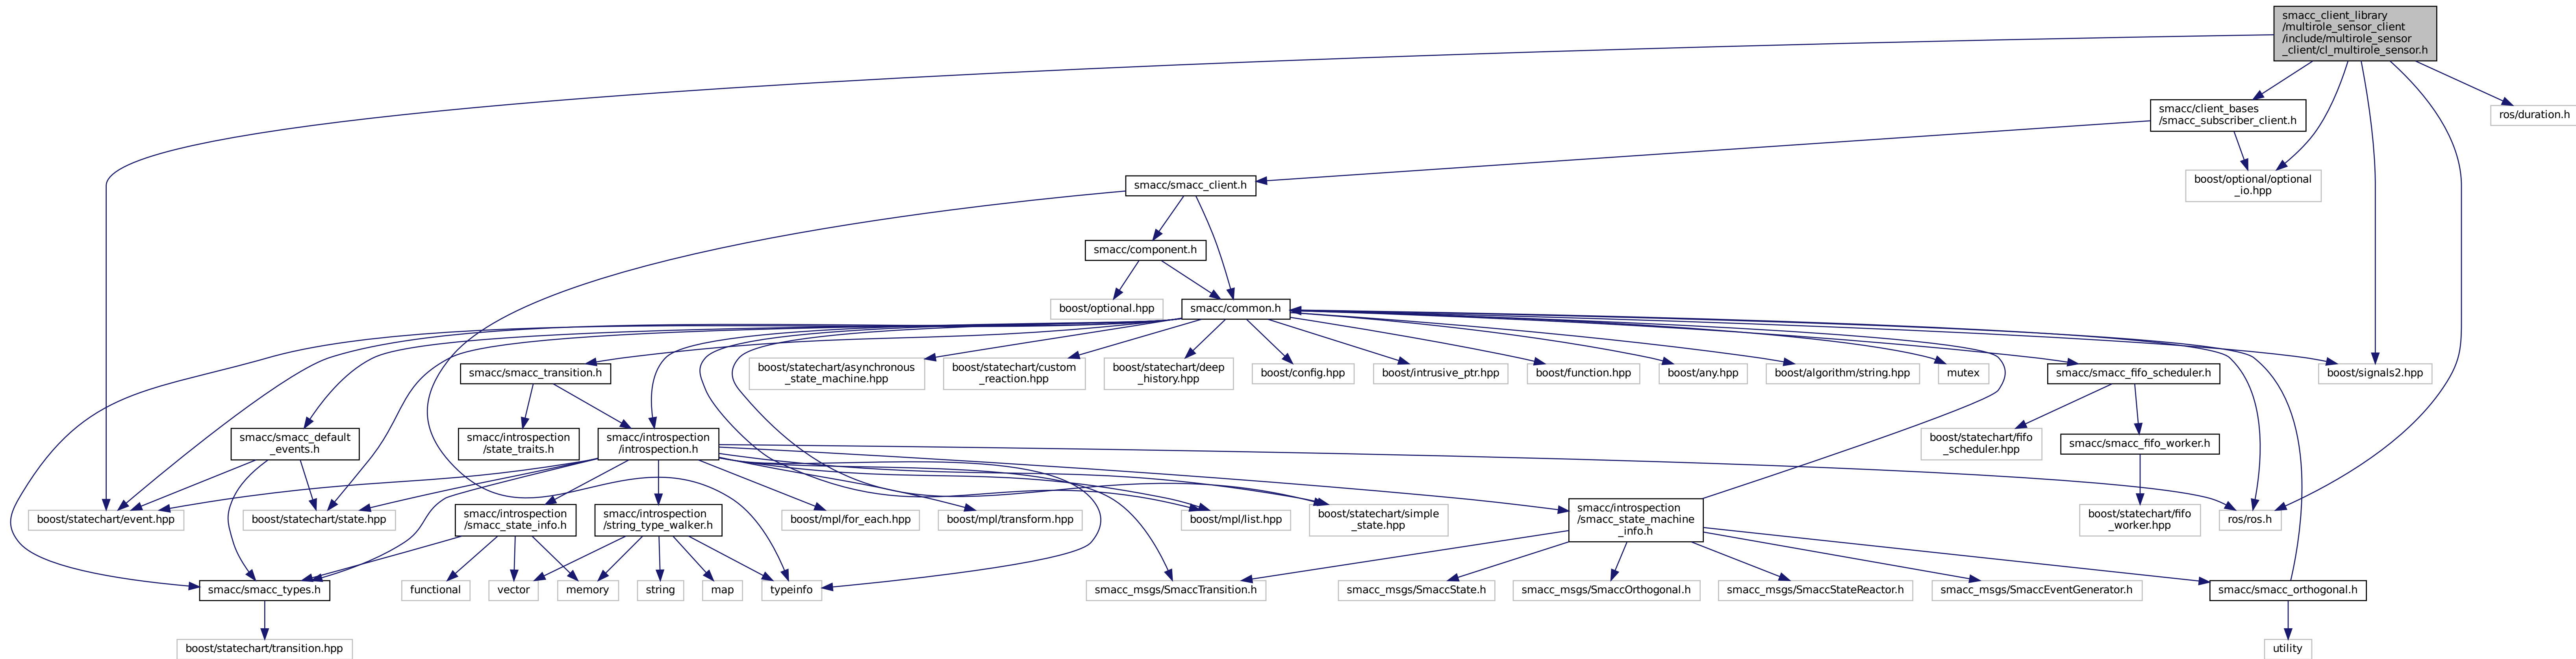 smacc_client_library
/multirole_sensor_client
/include/multirole_sensor
_client/cl_multirole_sensor.h
smacc/client_bases
/smacc_subscriber_client.h
ros/duration.h
smacc/smacc_client.h
boost/optional/optional
_io.hpp
smacc/component.h
boost/optional.hpp
smacc/common.h
smacc/smacc_transition.h
boost/statechart/asynchronous
_state_machine.hpp
boost/statechart/custom
_reaction.hpp
boost/statechart/deep
_history.hpp
boost/config.hpp
boost/intrusive_ptr.hpp
boost/function.hpp
boost/any.hpp
boost/algorithm/string.hpp
mutex
smacc/smacc_fifo_scheduler.h
boost/signals2.hpp
smacc/smacc_default
_events.h
smacc/introspection
/state_traits.h
smacc/introspection
/introspection.h
boost/statechart/fifo
_scheduler.hpp
smacc/smacc_fifo_worker.h
boost/statechart/event.hpp
boost/statechart/state.hpp
smacc/introspection
/smacc_state_info.h
smacc/introspection
/string_type_walker.h
boost/mpl/for_each.hpp
boost/mpl/transform.hpp
boost/mpl/list.hpp
boost/statechart/simple
_state.hpp
smacc/introspection
/smacc_state_machine
_info.h
boost/statechart/fifo
_worker.hpp
ros/ros.h
smacc/smacc_types.h
functional
vector
memory
string
map
typeinfo
smacc_msgs/SmaccTransition.h
smacc_msgs/SmaccState.h
smacc_msgs/SmaccOrthogonal.h
smacc_msgs/SmaccStateReactor.h
smacc_msgs/SmaccEventGenerator.h
smacc/smacc_orthogonal.h
boost/statechart/transition.hpp
utility